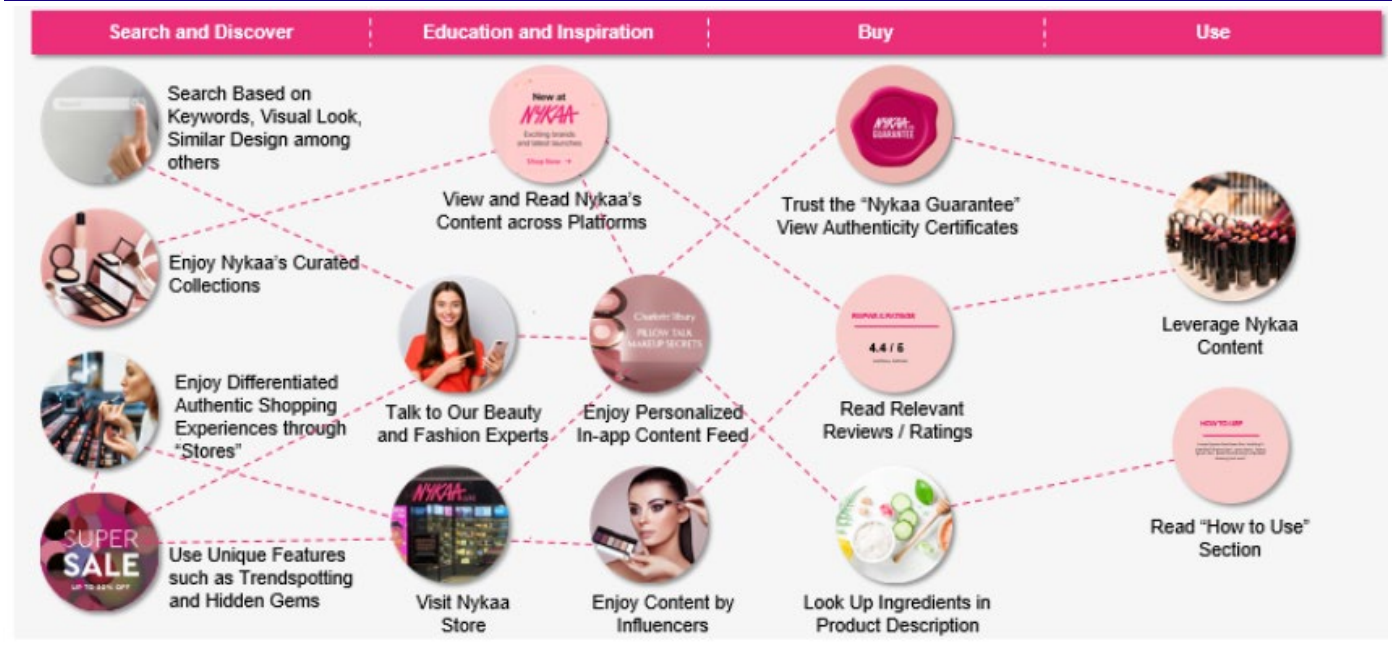 Search and Discover
Education and Inspiration
Buy
Use
Search Based on
Keywords, Visual Look,
Similar Design among
others
Enjoy Nykaa's Curated
Collections
Enjoy Differentiated
Authentic Shopping
Experiences through
"Stores"
SUPER
SALE
UP TO 50% OFF
Use Unique Features
such as Trendspotting
and Hidden Gems
New at
NYKAA
Exciting brands
and latest launches
Shop Now →
View and Read Nykaa's
Content across Platforms
Talk to Our Beauty
and Fashion Experts
Charlotte Tilbury
PILLOW TALK
MAKEUP SECRETS
Enjoy Personalized
In-app Content Feed
NYKAA
Visit Nykaa
Store
Enjoy Content by
Influencers
NYKAA
GUARANTEE
Trust the "Nykaa Guarantee"
View Authenticity Certificates
4.4 / 5
Read Relevant
Reviews / Ratings
Look Up Ingredients in
Product Description
Leverage Nykaa
Content
HOW TO USE
Read "How to Use"
Section